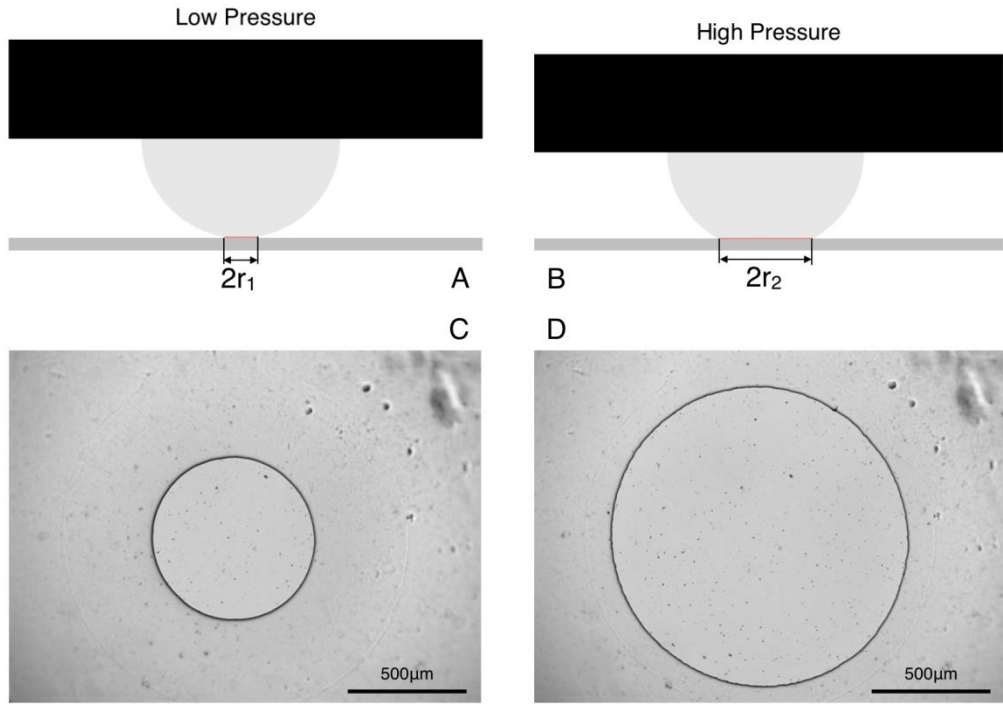 Low Pressure
High Pressure
2r₁
A
B
2r₂
C
D
500μm
500μm